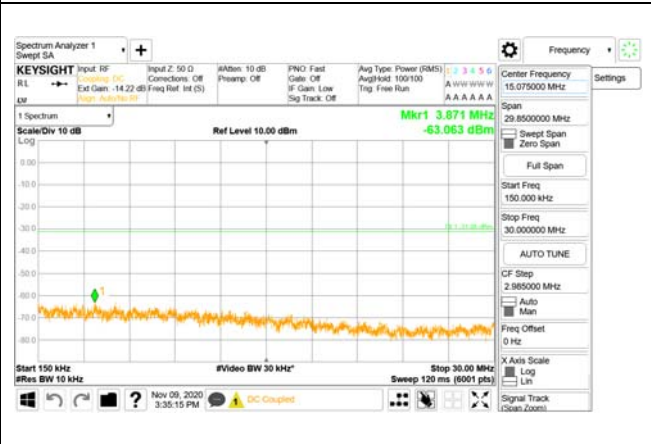 Spectrum Analyzer 1
Swept SA
Frequency
KEYSIGHT
RL
Input: RF
Coupling: DC
Ext Gain: -14.22 dB
Align: Auto/No RF
Input Z: 50 Ω
Corrections: Off
Freq Ref: Int (S)
#Atten: 10 dB
Preamp: Off
PNO: Fast
Gate: Off
IF Gain: Low
Sig Track: Off
Avg Type: Power (RMS)
Avg|Hold: 100/100
Trig: Free Run
1 2 3 4 5 6
A W W W W W
A A A A A A
Center Frequency
15.075000 MHz
Settings
Span
29.8500000 MHz
Swept Span
Zero Span
Full Span
Start Freq
150.000 kHz
Stop Freq
30.000000 MHz
AUTO TUNE
CF Step
2.985000 MHz
Auto
Man
Freq Offset
0 Hz
X Axis Scale
Log
Lin
Signal Track
(Span Zoom)
1 Spectrum
Scale/Div 10 dB
Ref Level 10.00 dBm
Mkr1 3.871 MHz
-63.063 dBm
Log
0.00
-10.0
-20.0
-30.0
-40.0
-50.0
-60.0
-70.0
-80.0
1
Start 150 kHz
#Res BW 10 kHz
#Video BW 30 kHz*
Stop 30.00 MHz
Sweep 120 ms (6001 pts)
Nov 09, 2020
3:35:15 PM
DC Coupled